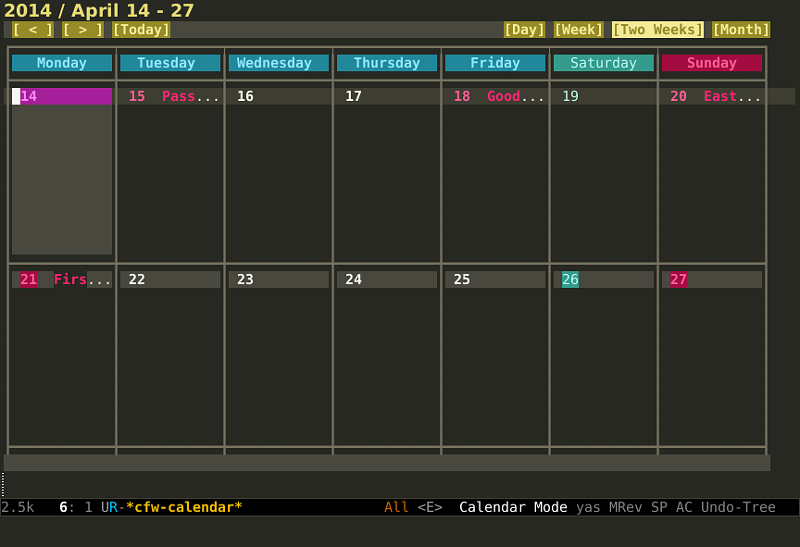 2014 / April 14 - 27
[ < ] [ > ] [Today] [Day] [Week] [Two Weeks] [Month]
Monday Tuesday Wednesday Thursday Friday Saturday Sunday
14 15 Pass... 16 17 18 Good... 19 20 East...
21 Firs... 22 23 24 25 26 27
2.5k 6: 1 UR-*cfw-calendar* All <E> Calendar Mode yas MRev SP AC Undo-Tree